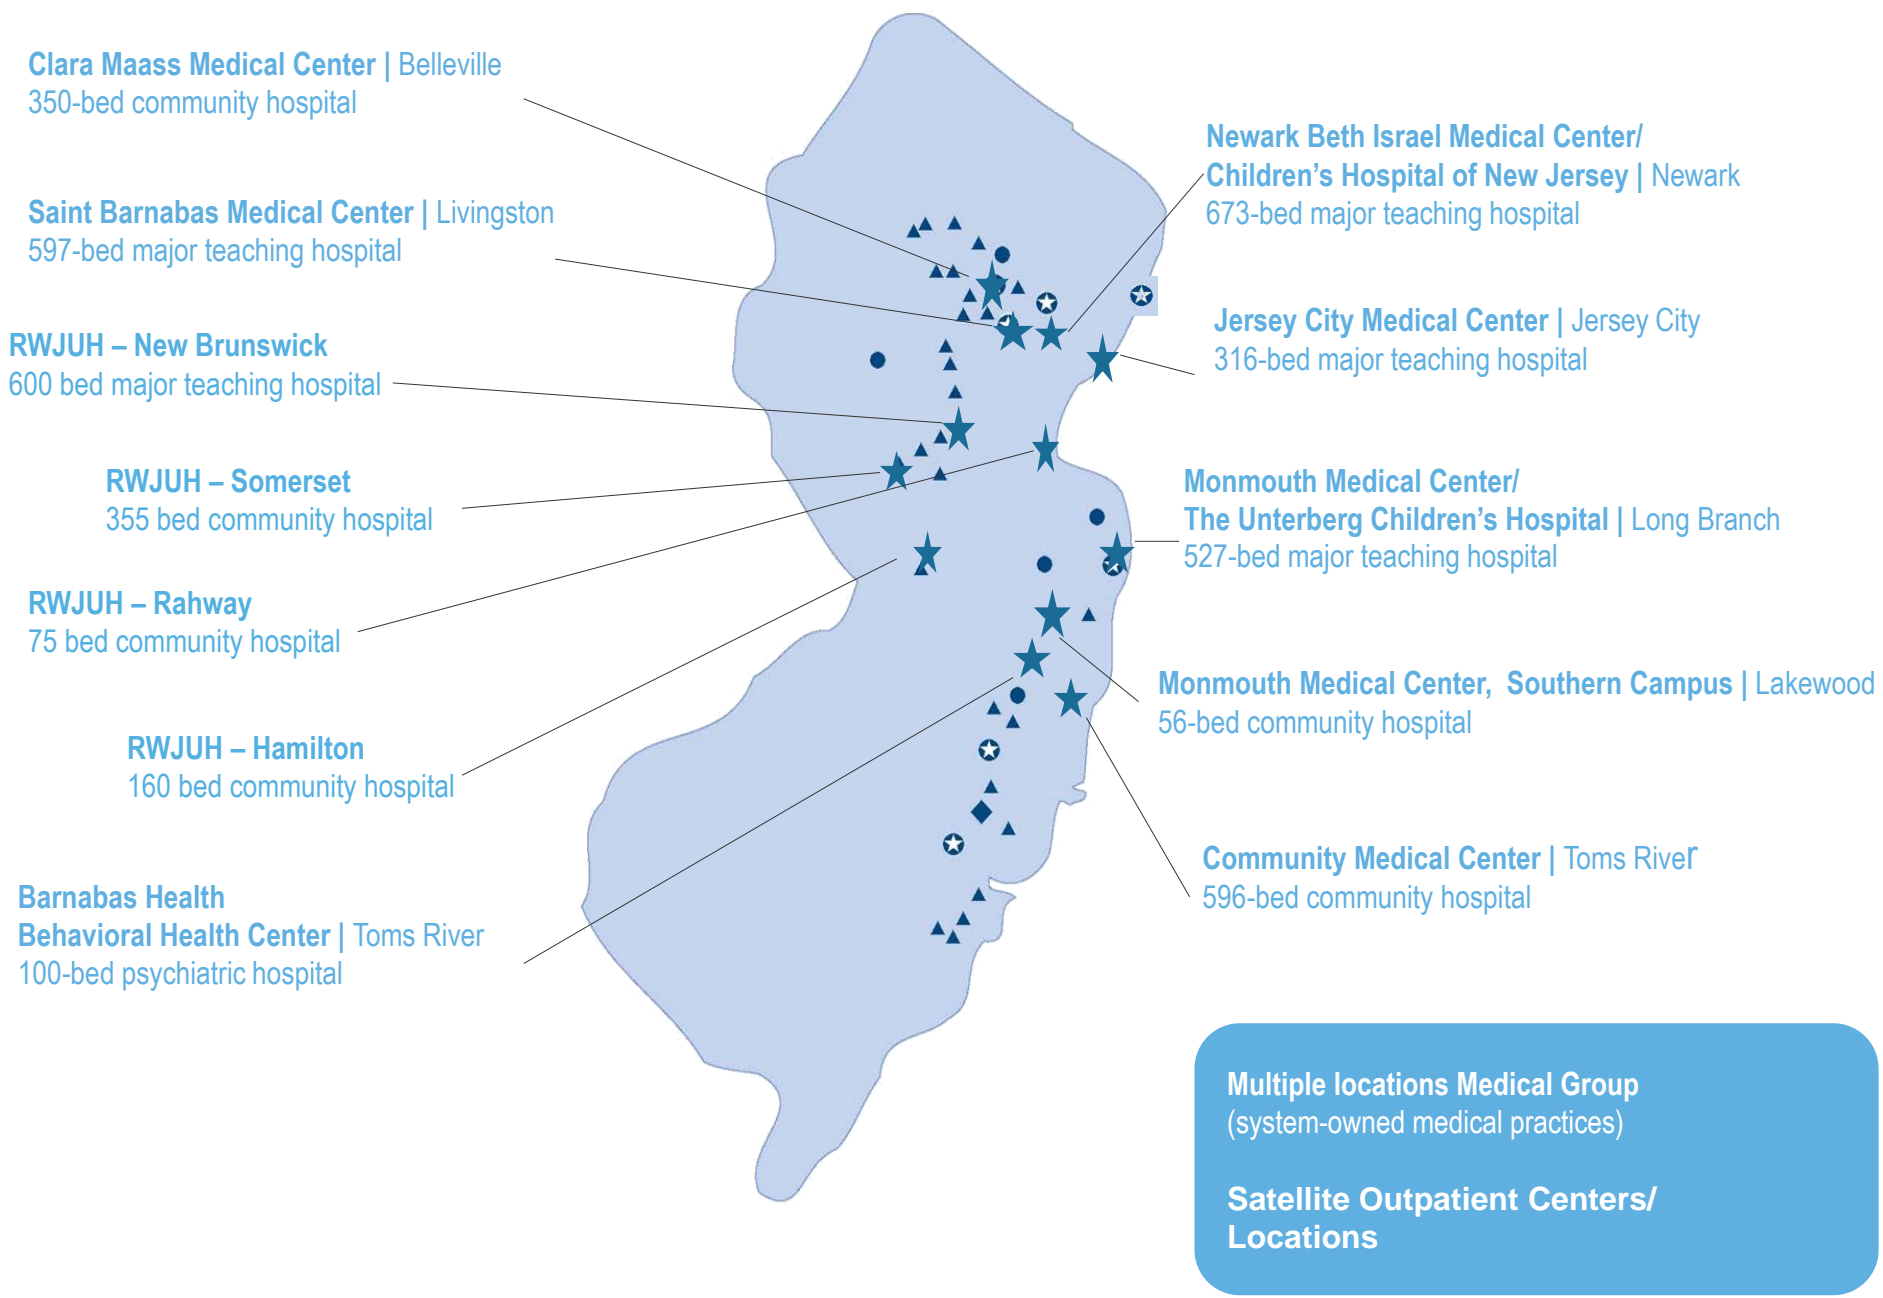 Clara Maass Medical Center | Belleville
350-bed community hospital
Saint Barnabas Medical Center | Livingston
597-bed major teaching hospital
RWJUH – New Brunswick
600 bed major teaching hospital
RWJUH – Somerset
355 bed community hospital
RWJUH – Rahway
75 bed community hospital
RWJUH – Hamilton
160 bed community hospital
Barnabas Health
Behavioral Health Center | Toms River
100-bed psychiatric hospital
Newark Beth Israel Medical Center/
Children’s Hospital of New Jersey | Newark
673-bed major teaching hospital
Jersey City Medical Center | Jersey City
316-bed major teaching hospital
Monmouth Medical Center/
The Unterberg Children’s Hospital | Long Branch
527-bed major teaching hospital
Monmouth Medical Center, Southern Campus | Lakewood
56-bed community hospital
Community Medical Center | Toms River
596-bed community hospital
Multiple locations Medical Group
(system-owned medical practices)
Satellite Outpatient Centers/
Locations